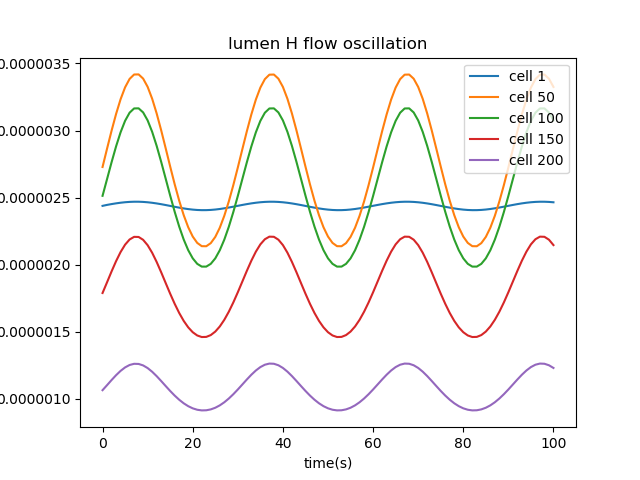 lumen H flow oscillation
0.0000035
0.0000030
0.0000025
0.0000020
0.0000015
0.0000010
cell 1
cell 50
cell 100
cell 150
cell 200
0 20 40 60 80 100
time(s)